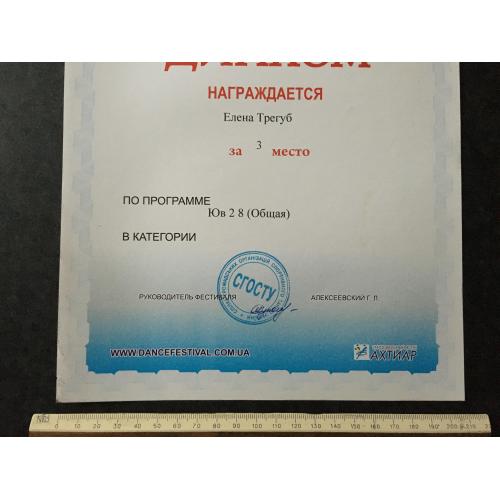 ДИПЛОМ
НАГРАЖДАЕТСЯ
Елена Трегуб
за 3 место
ПО ПРОГРАММЕ
Юв 2 8 (Общая)
В КАТЕГОРИИ
СГОСТУ
РУКОВОДИТЕЛЬ ФЕСТИВАЛЯ
АЛЕКСЕЕВСКИЙ Г. П.
WWW.DANCEFESTIVAL.COM.UA
АХТИАР